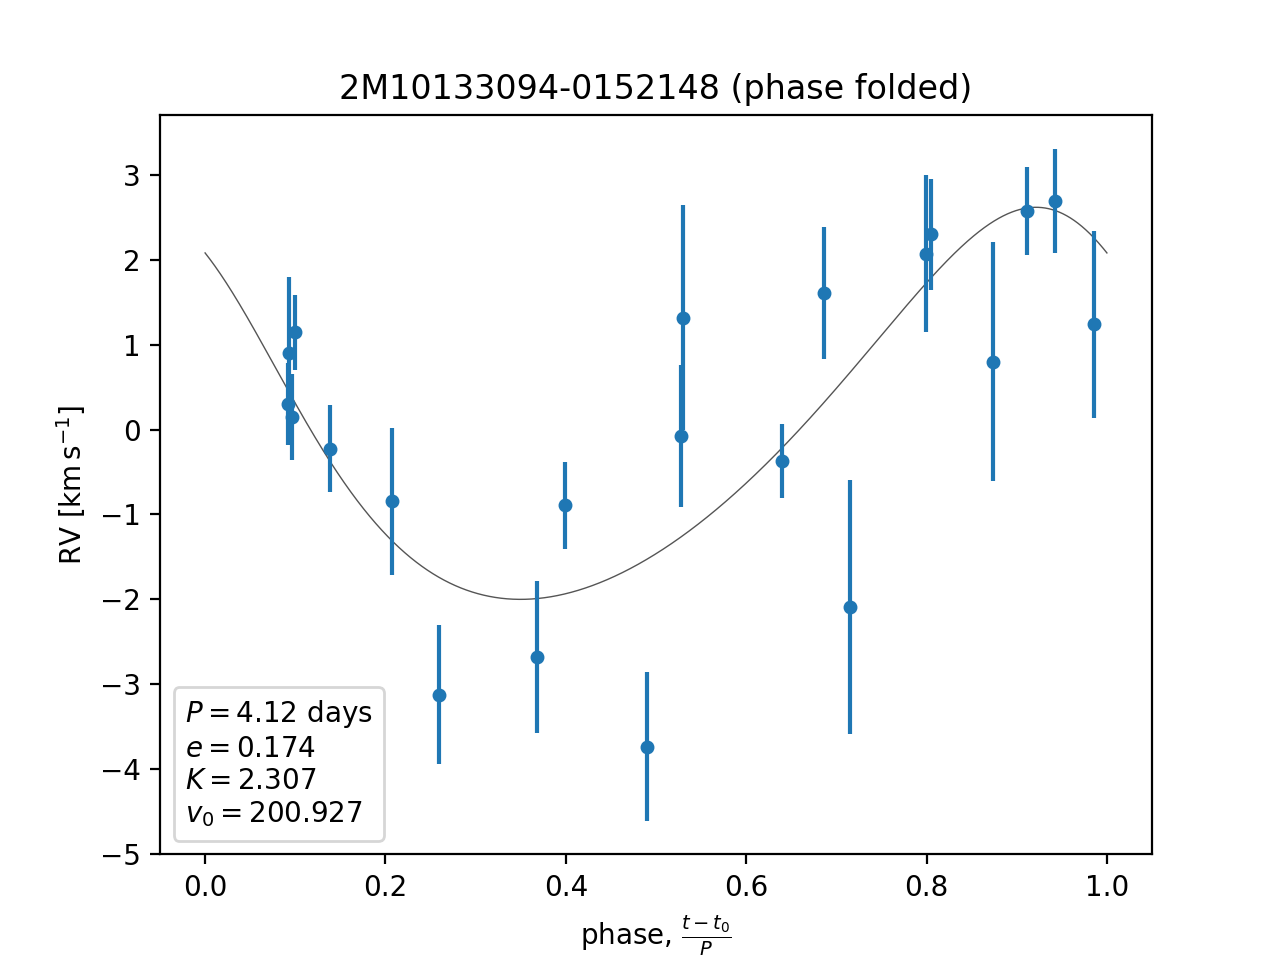 2M10133094-0152148 (phase folded)
RV [km s⁻¹]
3
2
1
0
−1
−2
−3
−4
−5
P = 4.12 days
e = 0.174
K = 2.307
v₀ = 200.927
0.0 0.2 0.4 0.6 0.8 1.0
phase, (t − t₀)/P